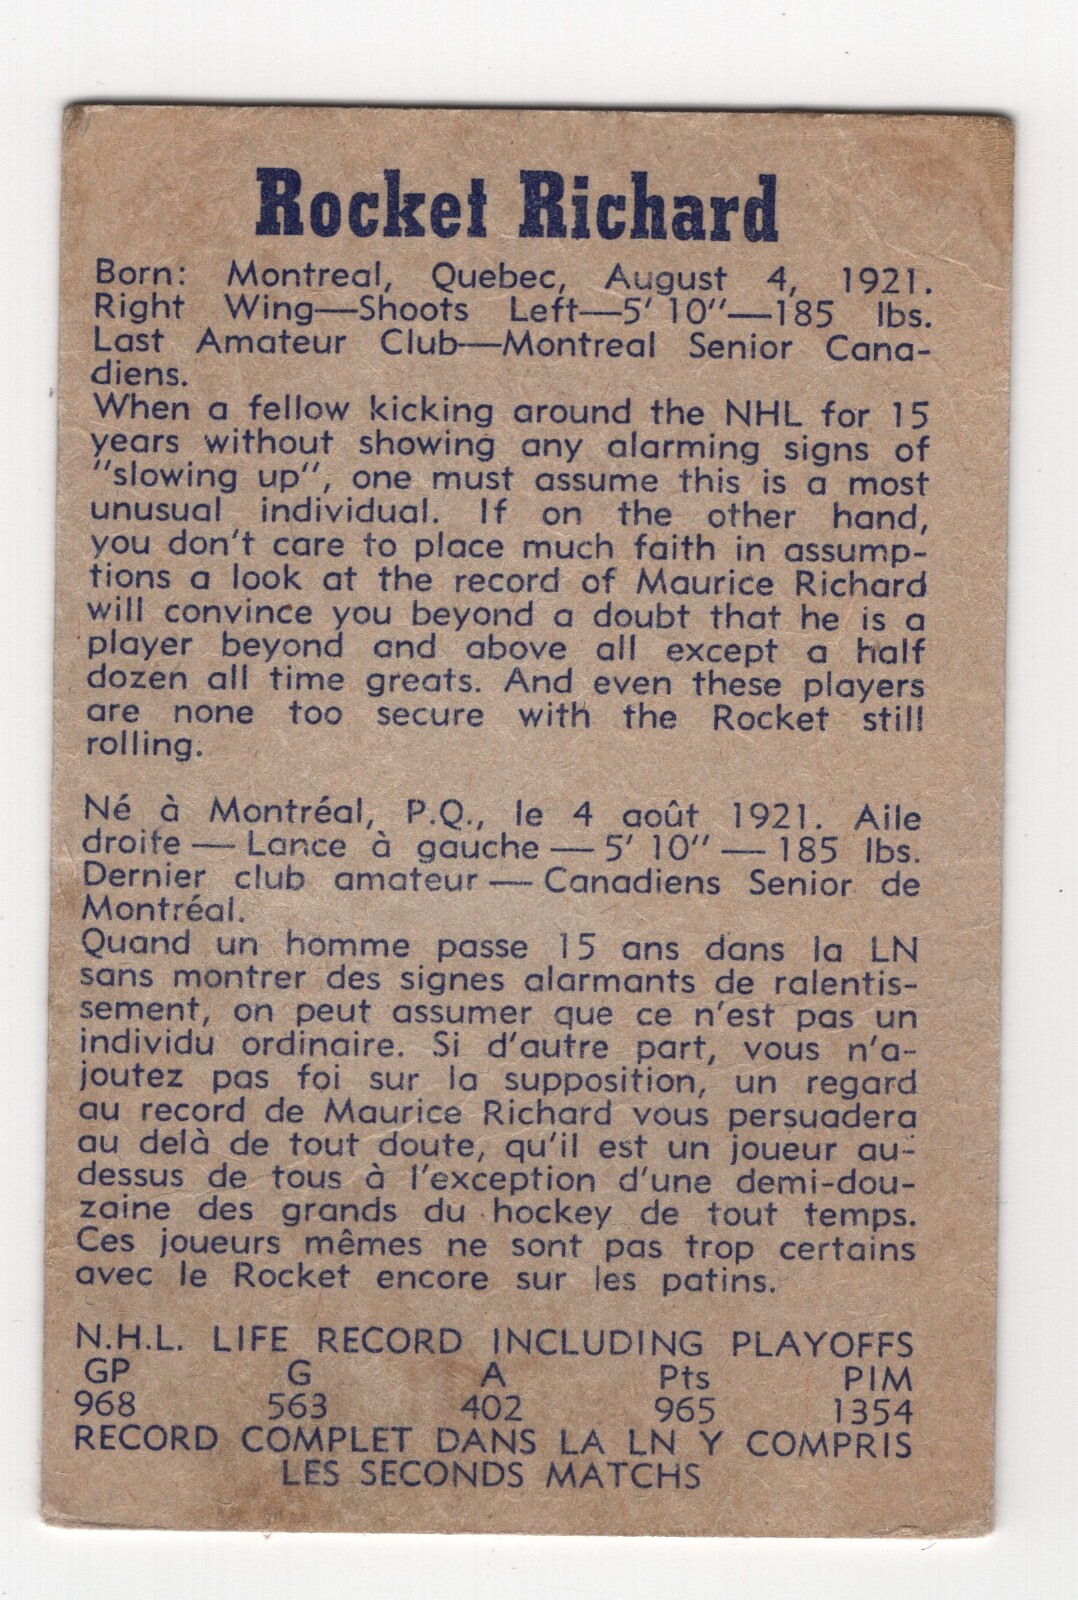 Rocket Richard
Born: Montreal, Quebec, August 4, 1921.
Right Wing—Shoots Left—5' 10"—185 lbs.
Last Amateur Club—Montreal Senior Cana-
diens.
When a fellow kicking around the NHL for 15
years without showing any alarming signs of
"slowing up", one must assume this is a most
unusual individual. If on the other hand,
you don't care to place much faith in assump-
tions a look at the record of Maurice Richard
will convince you beyond a doubt that he is a
player beyond and above all except a half
dozen all time greats. And even these players
are none too secure with the Rocket still
rolling.
Né à Montréal, P.Q., le 4 août 1921. Aile
droite — Lance à gauche — 5' 10" — 185 lbs.
Dernier club amateur — Canadiens Senior de
Montréal.
Quand un homme passe 15 ans dans la LN
sans montrer des signes alarmants de ralentis-
sement, on peut assumer que ce n'est pas un
individu ordinaire. Si d'autre part, vous n'a-
joutez pas foi sur la supposition, un regard
au record de Maurice Richard vous persuadera
au delà de tout doute, qu'il est un joueur au-
dessus de tous à l'exception d'une demi-dou-
zaine des grands du hockey de tout temps.
Ces joueurs mêmes ne sont pas trop certains
avec le Rocket encore sur les patins.
N.H.L. LIFE RECORD INCLUDING PLAYOFFS
GP G A Pts PIM
968 563 402 965 1354
RECORD COMPLET DANS LA LN Y COMPRIS
LES SECONDS MATCHS